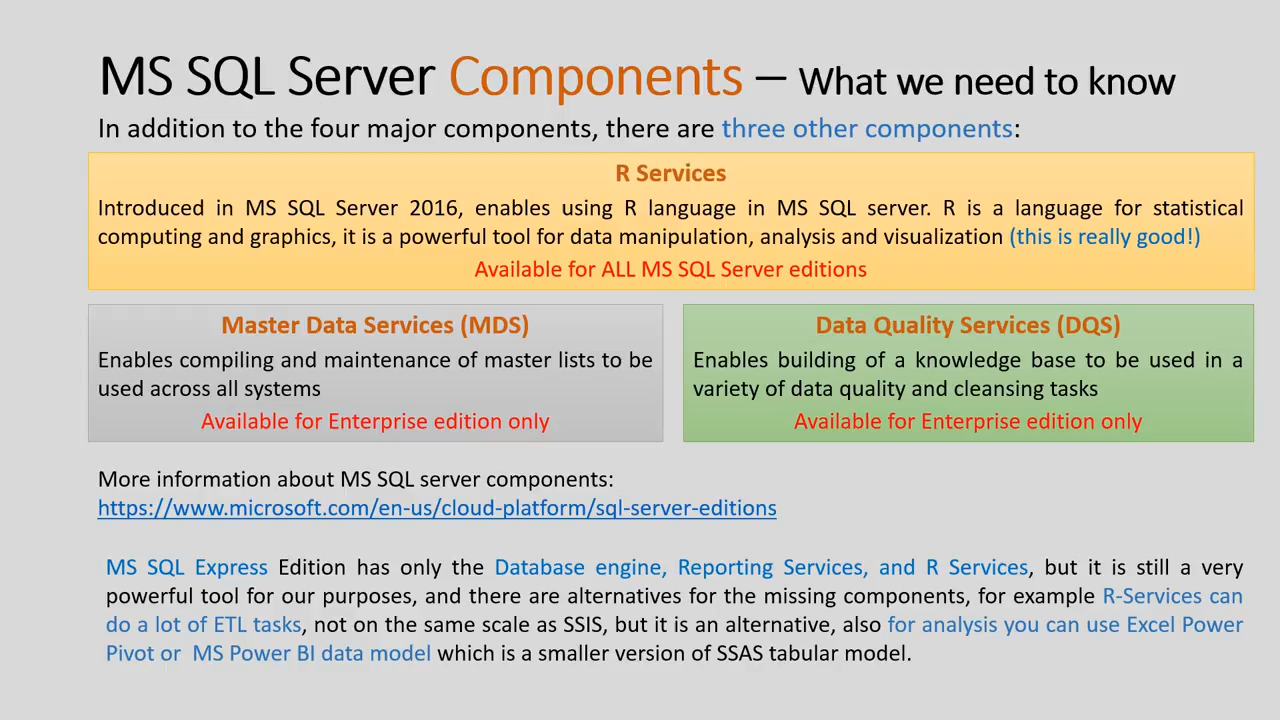 MS SQL Server Components – What we need to know
In addition to the four major components, there are three other components:
R Services
Introduced in MS SQL Server 2016, enables using R language in MS SQL server. R is a language for statistical
computing and graphics, it is a powerful tool for data manipulation, analysis and visualization (this is really good!)
Available for ALL MS SQL Server editions
Master Data Services (MDS)
Enables compiling and maintenance of master lists to be
used across all systems
Available for Enterprise edition only
Data Quality Services (DQS)
Enables building of a knowledge base to be used in a
variety of data quality and cleansing tasks
Available for Enterprise edition only
More information about MS SQL server components:
https://www.microsoft.com/en-us/cloud-platform/sql-server-editions
MS SQL Express Edition has only the Database engine, Reporting Services, and R Services, but it is still a very
powerful tool for our purposes, and there are alternatives for the missing components, for example R-Services can
do a lot of ETL tasks, not on the same scale as SSIS, but it is an alternative, also for analysis you can use Excel Power
Pivot or MS Power BI data model which is a smaller version of SSAS tabular model.